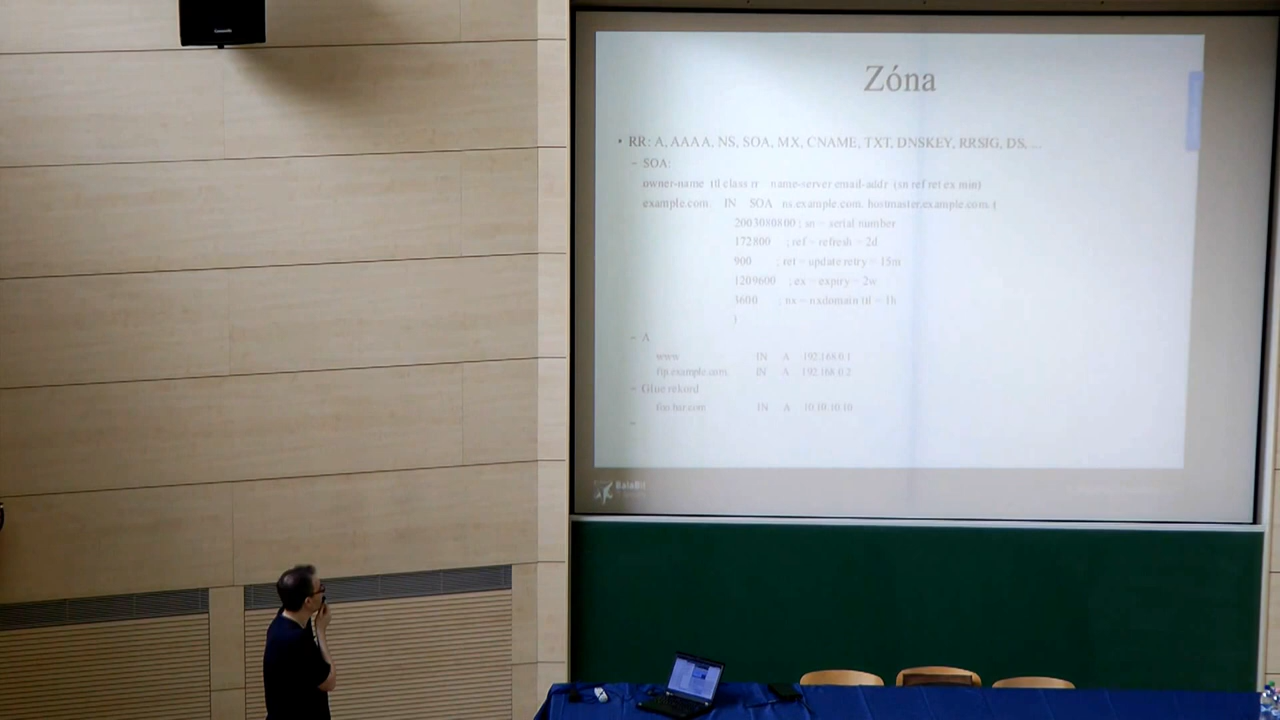 Zóna
• RR: A, AAAA, NS, SOA, MX, CNAME, TXT, DNSKEY, RRSIG, DS, ...
– SOA:
owner-name ttl class rr name-server email-addr (sn ref ret ex min)
example.com. IN SOA ns.example.com. hostmaster.example.com. (
2003080800 ; sn = serial number
172800 ; ref = refresh = 2d
900 ; ret = update retry = 15m
1209600 ; ex = expiry = 2w
3600 ; nx = nxdomain ttl = 1h
)
– A
www IN A 192.168.0.1
ftp.example.com. IN A 192.168.0.2
– Glue rekord
foo.bar.com IN A 10.10.10.10
–
BalaBit